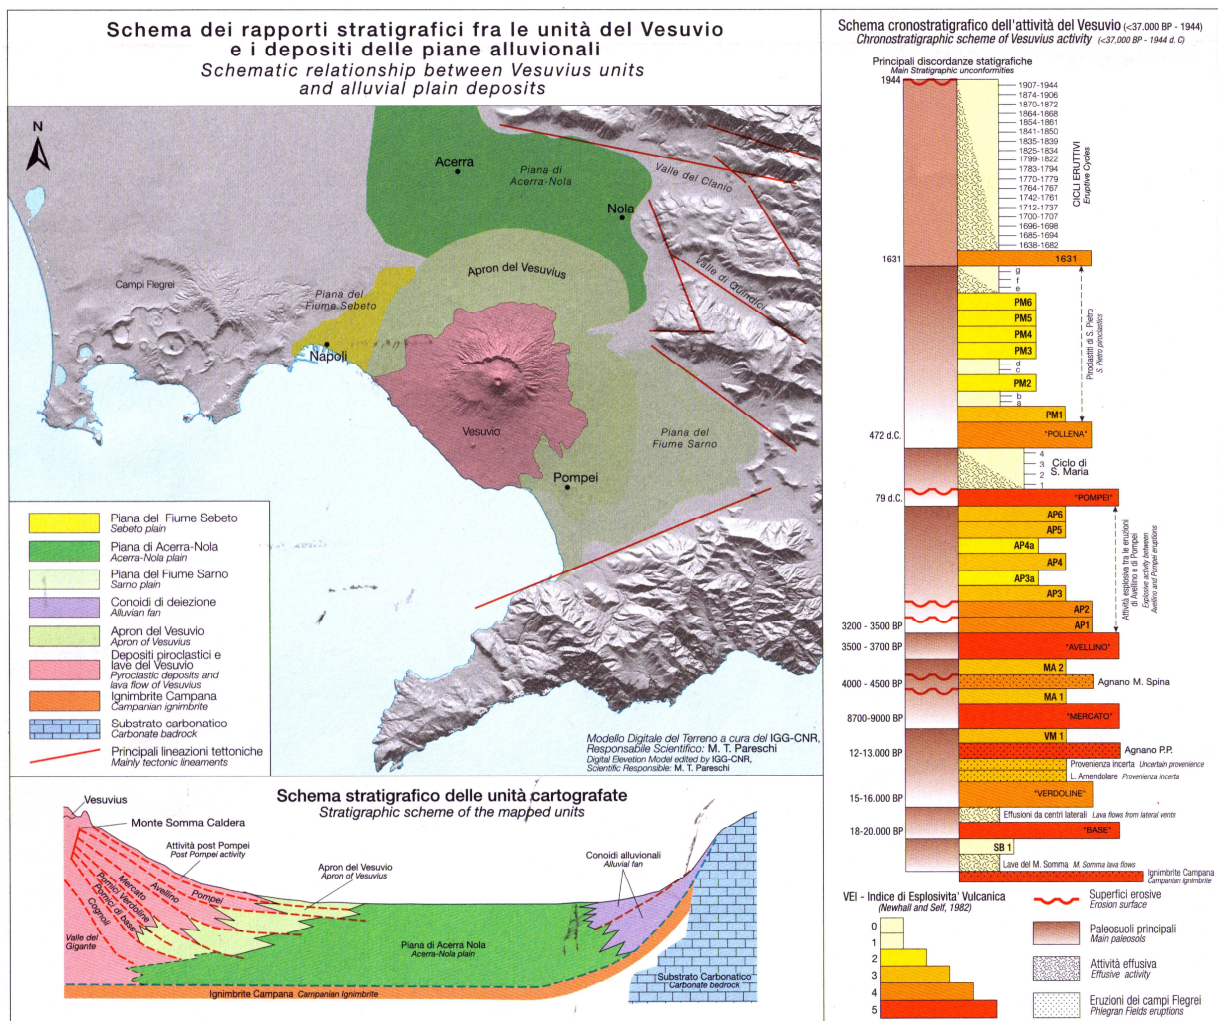 Schema dei rapporti stratigrafici fra le unità del Vesuvio
e i depositi delle piane alluvionali
Schematic relationship between Vesuvius units
and alluvial plain deposits
N
Acerra
Piana di
Acerra-Nola
Nola
Valle del Clanio
Valle di Quindici
Apron del Vesuvius
Campi Flegrei
Piana del
Fiume Sebeto
Napoli
Vesuvio
Piana del
Fiume Sarno
Pompei
Piana del Fiume Sebeto
Sebeto plain
Piana di Acerra-Nola
Acerra-Nola plain
Piana del Fiume Sarno
Sarno plain
Conoidi di deiezione
Alluvian fan
Apron del Vesuvio
Apron of Vesuvius
Depositi piroclastici e
lave del Vesuvio
Pyroclastic deposits and
lava flow of Vesuvius
Ignimbrite Campana
Campanian ignimbrite
Substrato carbonatico
Carbonate badrock
Principali lineazioni tettoniche
Mainly tectonic lineaments
Modello Digitale del Terreno a cura del IGG-CNR,
Responsabile Scientifico: M. T. Pareschi
Digital Elevetion Model edited by IGG-CNR,
Scientific Responsible: M. T. Pareschi
Schema stratigrafico delle unità cartografate
Stratigraphic scheme of the mapped units
Vesuvius
Monte Somma Caldera
Attività post Pompei
Post Pompei activity
Apron del Vesuvio
Apron of Vesuvius
Conoidi alluvionali
Alluvial fan
Pompei
Avellino
Mercato
Pomici Verdoline
Pomici di base
Cognoli
Valle del
Gigante
Piana di Acerra Nola
Acerra-Nola plain
Substrato Carbonatico
Carbonate bedrock
Ignimbrite Campana Campanian Ignimbrite
Schema cronostratigrafico dell'attività del Vesuvio (<37.000 BP - 1944)
Chronostratigraphic scheme of Vesuvius activity (<37,000 BP - 1944 d. C)
Principali discordanze statigrafiche
Main Stratigraphic unconformities
1944
1907-1944
1874-1906
1870-1872
1864-1868
1854-1861
1841-1850
1835-1839
1825-1834
1799-1822
1783-1794
1770-1779
1764-1767
1742-1761
1712-1737
1700-1707
1696-1698
1685-1694
1638-1682
CICLI ERUTTIVI
Eruptive Cycles
1631
1631
g
f
e
PM6
PM5
PM4
PM3
d
c
PM2
b
a
PM1
Piroclastiti di S. Pietro
S. Pietro piroclastics
472 d.C.
"POLLENA"
4
3
2
1
Ciclo di
S. Maria
79 d.C.
"POMPEI"
AP6
AP5
AP4a
AP4
AP3a
AP3
AP2
AP1
Attività esplosiva tra le eruzioni
di Avellino e di Pompei
Explosive activity between
Avellino and Pompei eruptions
3200 - 3500 BP
3500 - 3700 BP
"AVELLINO"
MA 2
4000 - 4500 BP
Agnano M. Spina
MA 1
8700-9000 BP
"MERCATO"
VM 1
12-13.000 BP
Agnano P.P.
Provenienza incerta Uncertain provenience
L. Amendolare Provenienza incerta
15-16.000 BP
"VERDOLINE"
Effusioni da centri laterali Lava flows from lateral vents
18-20.000 BP
"BASE"
SB 1
Lave del M. Somma M. Somma lava flows
Ignimbrite Campana
Campanian Ignimbrite
VEI - Indice di Esplosivita' Vulcanica
(Newhall and Self, 1982)
0
1
2
3
4
5
Superfici erosive
Erosion surface
Paleosuoli principali
Main paleosols
Attività effusiva
Effusive activity
Eruzioni dei campi Flegrei
Phlegran Fields eruptions